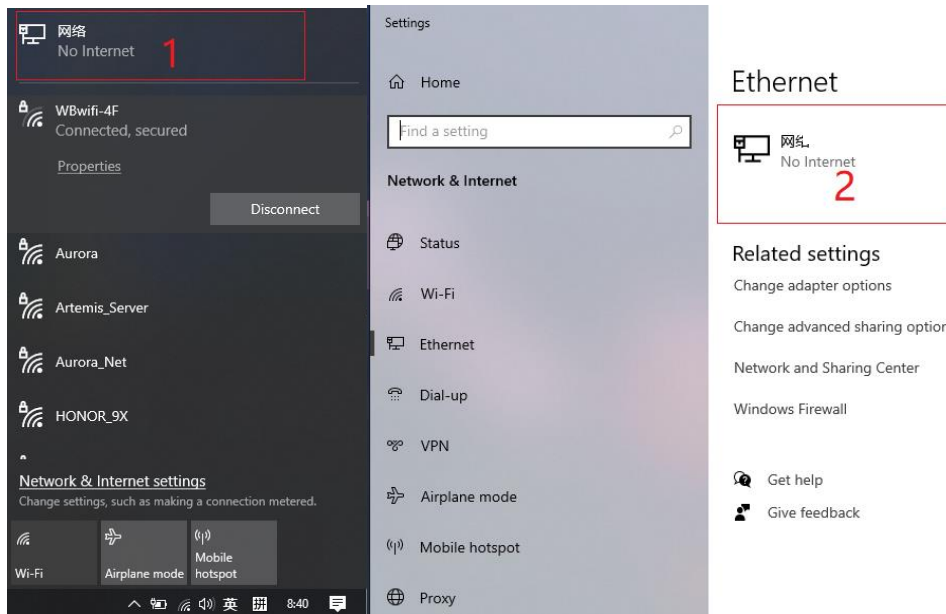 网络
No Internet
1
WBwifi-4F
Connected, secured
Properties
Disconnect
Aurora
Artemis_Server
Aurora_Net
HONOR_9X
Network & Internet settings
Change settings, such as making a connection metered.
Wi-Fi
Airplane mode
Mobile
hotspot
英
拼
8:40
Settings
Home
Find a setting
Network & Internet
Status
Wi-Fi
Ethernet
Dial-up
VPN
Airplane mode
Mobile hotspot
Proxy
Ethernet
网络
No Internet
2
Related settings
Change adapter options
Change advanced sharing option
Network and Sharing Center
Windows Firewall
Get help
Give feedback